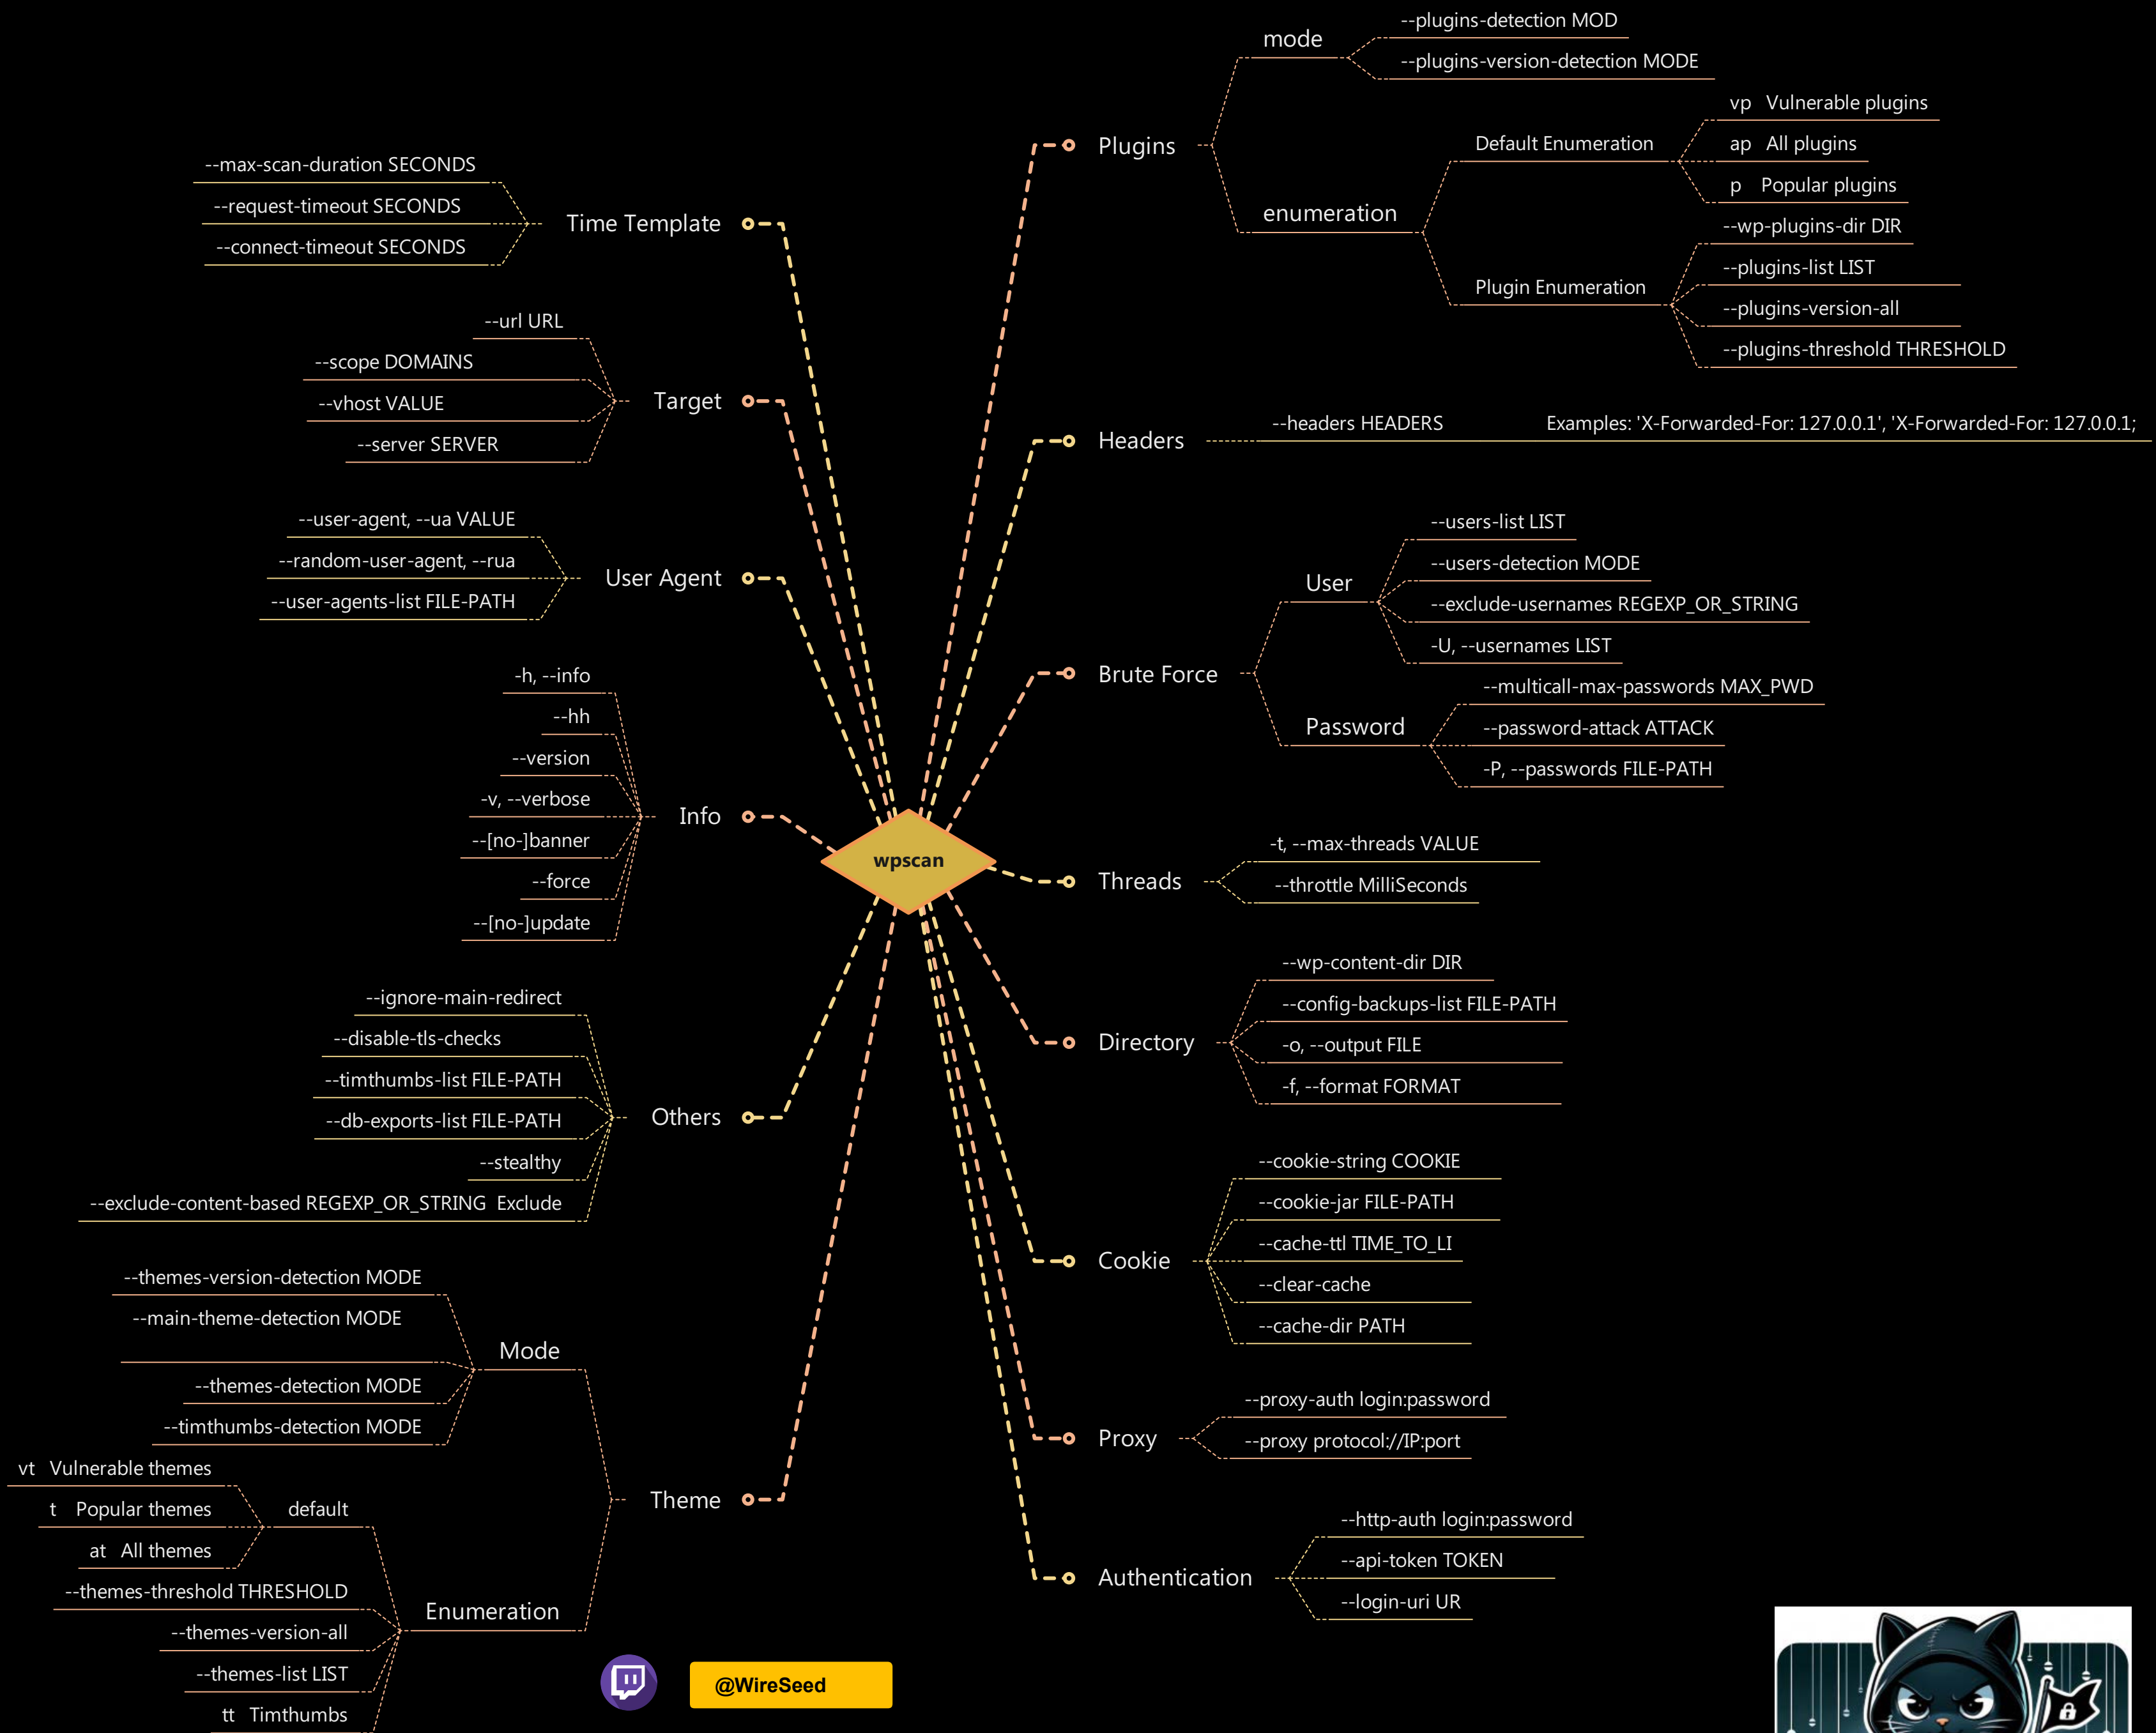 wpscan
Time Template
--max-scan-duration SECONDS
--request-timeout SECONDS
--connect-timeout SECONDS
Target
--url URL
--scope DOMAINS
--vhost VALUE
--server SERVER
User Agent
--user-agent, --ua VALUE
--random-user-agent, --rua
--user-agents-list FILE-PATH
Info
-h, --info
--hh
--version
-v, --verbose
--[no-]banner
--force
--[no-]update
Others
--ignore-main-redirect
--disable-tls-checks
--timthumbs-list FILE-PATH
--db-exports-list FILE-PATH
--stealthy
--exclude-content-based REGEXP_OR_STRING  Exclude
Theme
Mode
--themes-version-detection MODE
--main-theme-detection MODE
--themes-detection MODE
--timthumbs-detection MODE
Enumeration
default
vt   Vulnerable themes
t    Popular themes
at   All themes
--themes-threshold THRESHOLD
--themes-version-all
--themes-list LIST
tt   Timthumbs
Plugins
mode
--plugins-detection MOD
--plugins-version-detection MODE
enumeration
Default Enumeration
vp   Vulnerable plugins
ap   All plugins
p    Popular plugins
Plugin Enumeration
--wp-plugins-dir DIR
--plugins-list LIST
--plugins-version-all
--plugins-threshold THRESHOLD
Headers
--headers HEADERS                Examples: 'X-Forwarded-For: 127.0.0.1', 'X-Forwarded-For: 127.0.0.1;
Brute Force
User
--users-list LIST
--users-detection MODE
--exclude-usernames REGEXP_OR_STRING
-U, --usernames LIST
Password
--multicall-max-passwords MAX_PWD
--password-attack ATTACK
-P, --passwords FILE-PATH
Threads
-t, --max-threads VALUE
--throttle MilliSeconds
Directory
--wp-content-dir DIR
--config-backups-list FILE-PATH
-o, --output FILE
-f, --format FORMAT
Cookie
--cookie-string COOKIE
--cookie-jar FILE-PATH
--cache-ttl TIME_TO_LI
--clear-cache
--cache-dir PATH
Proxy
--proxy-auth login:password
--proxy protocol://IP:port
Authentication
--http-auth login:password
--api-token TOKEN
--login-uri UR
@WireSeed